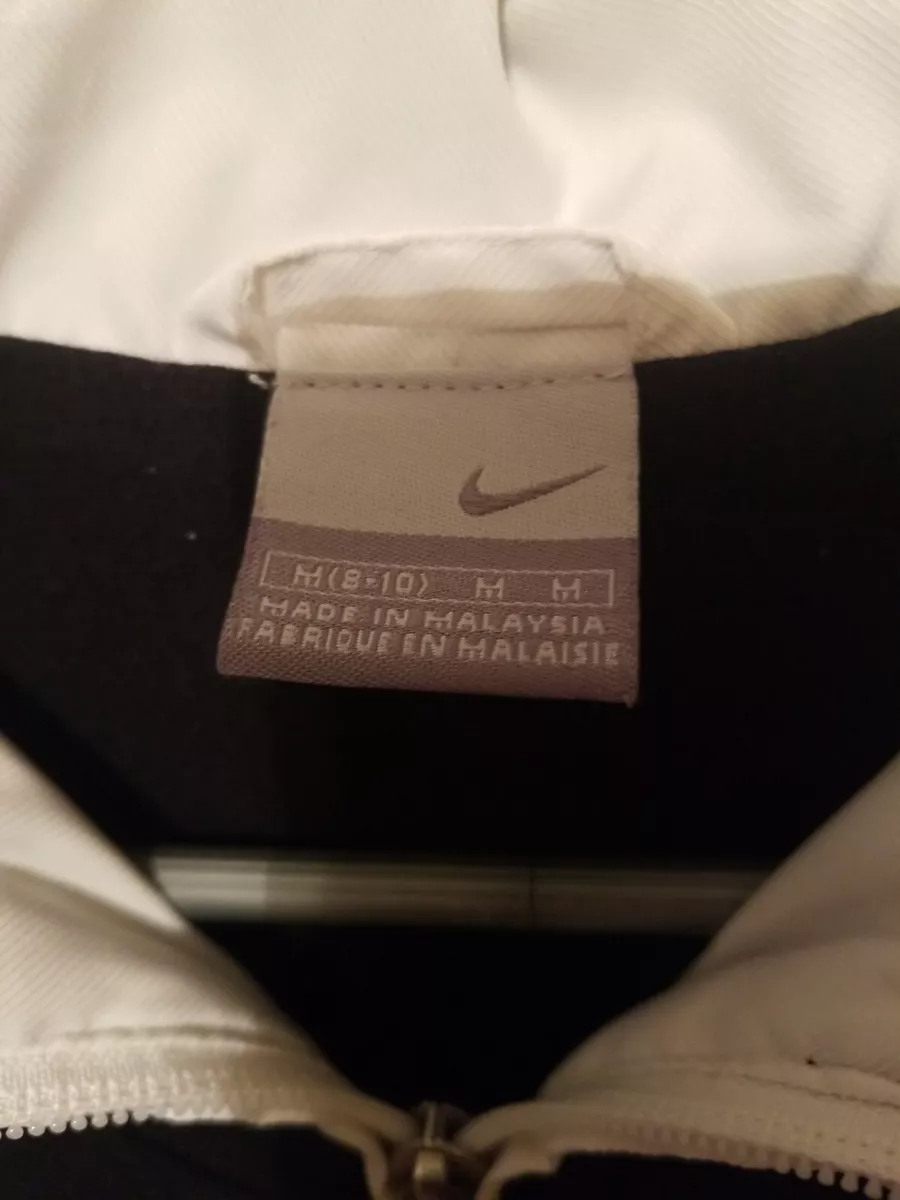 M(8-10) M M
MADE IN MALAYSIA
FABRIQUE EN MALAISIE